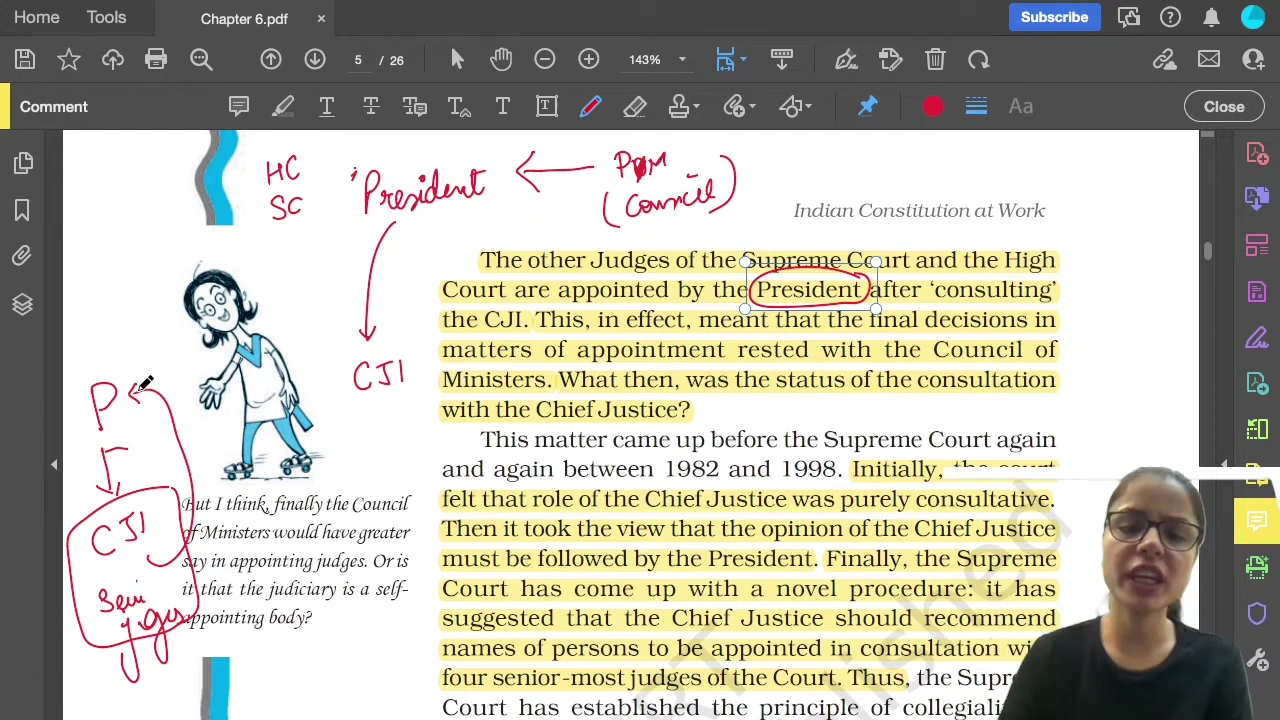 Home Tools Chapter 6.pdf × Subscribe
5 / 26 143%
Comment Close
HC President PM
SC (Council)
Indian Constitution at Work
The other Judges of the Supreme Court and the High
Court are appointed by the President after ‘consulting’
the CJI. This, in effect, meant that the final decisions in
matters of appointment rested with the Council of
Ministers. What then, was the status of the consultation
with the Chief Justice?
This matter came up before the Supreme Court again
and again between 1982 and 1998. Initially, the court
felt that role of the Chief Justice was purely consultative.
Then it took the view that the opinion of the Chief Justice
must be followed by the President. Finally, the Supreme
Court has come up with a novel procedure: it has
suggested that the Chief Justice should recommend
names of persons to be appointed in consultation with
four senior-most judges of the Court. Thus, the
Court has established the principle of
CJI
P
CJI
But I think, finally the Council
of Ministers would have greater
say in appointing judges. Or is
it that the judiciary is a self-
appointing body?